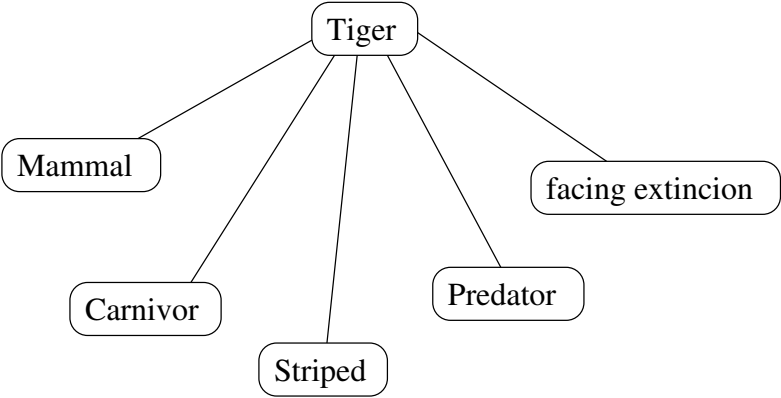 Tiger
Mammal
facing extincion
Carnivor
Predator
Striped